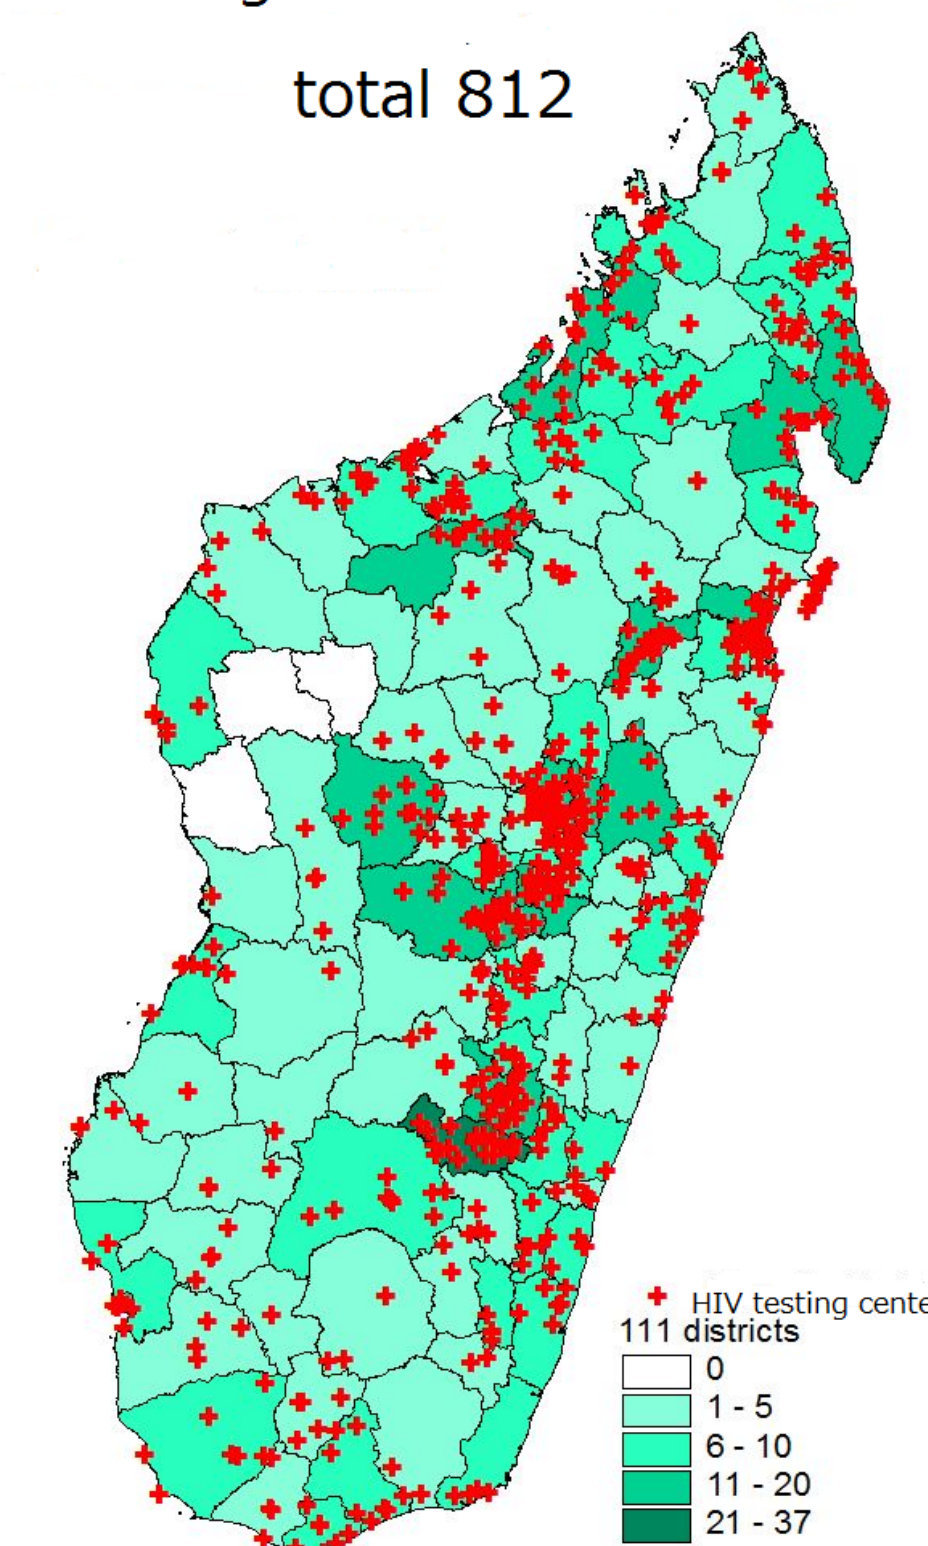 total 812
HIV testing cente
111 districts
0
1 - 5
6 - 10
11 - 20
21 - 37